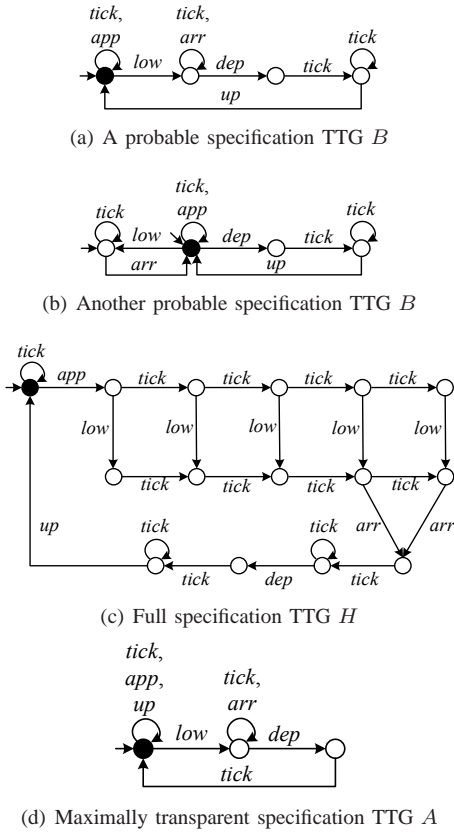 tick, tick,
app arr tick
low dep tick
up
(a) A probable specification TTG B
tick,
tick app tick
low dep tick
arr up
(b) Another probable specification TTG B
tick
app tick tick tick tick
low low low low low
tick tick tick tick
up tick tick arr arr
tick dep tick
(c) Full specification TTG H
tick,
app, tick,
up arr
low dep
tick
(d) Maximally transparent specification TTG A